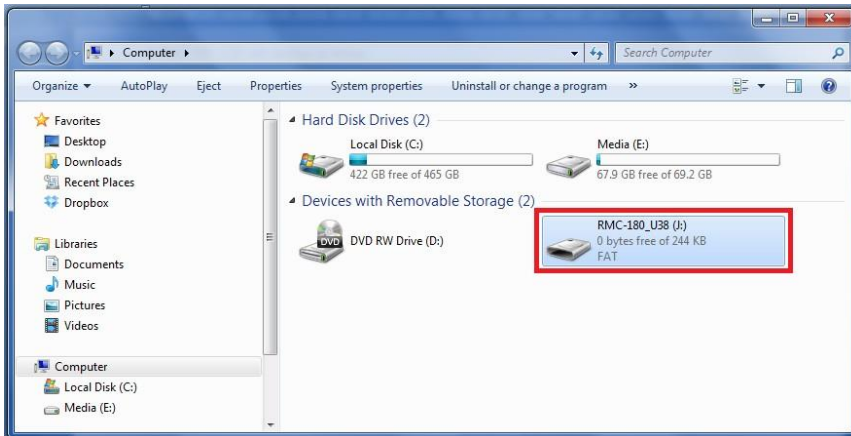 Computer
Search Computer
Organize AutoPlay Eject Properties System properties Uninstall or change a program »
Favorites
Desktop
Downloads
Recent Places
Dropbox
Libraries
Documents
Music
Pictures
Videos
Computer
Local Disk (C:)
Media (E:)
Hard Disk Drives (2)
Local Disk (C:)
422 GB free of 465 GB
Media (E:)
67.9 GB free of 69.2 GB
Devices with Removable Storage (2)
DVD
DVD RW Drive (D:)
RMC-180_U38 (J:)
0 bytes free of 244 KB
FAT